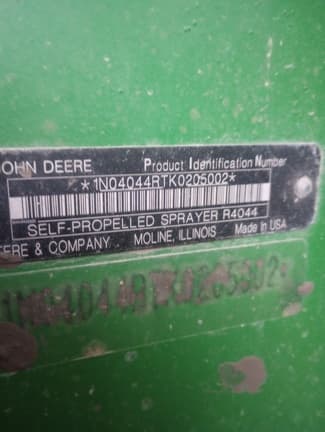 JOHN DEERE Product Identification Number
*1N04044RTK0205002*
SELF-PROPELLED SPRAYER R4044
DEERE & COMPANY MOLINE, ILLINOIS Made in USA